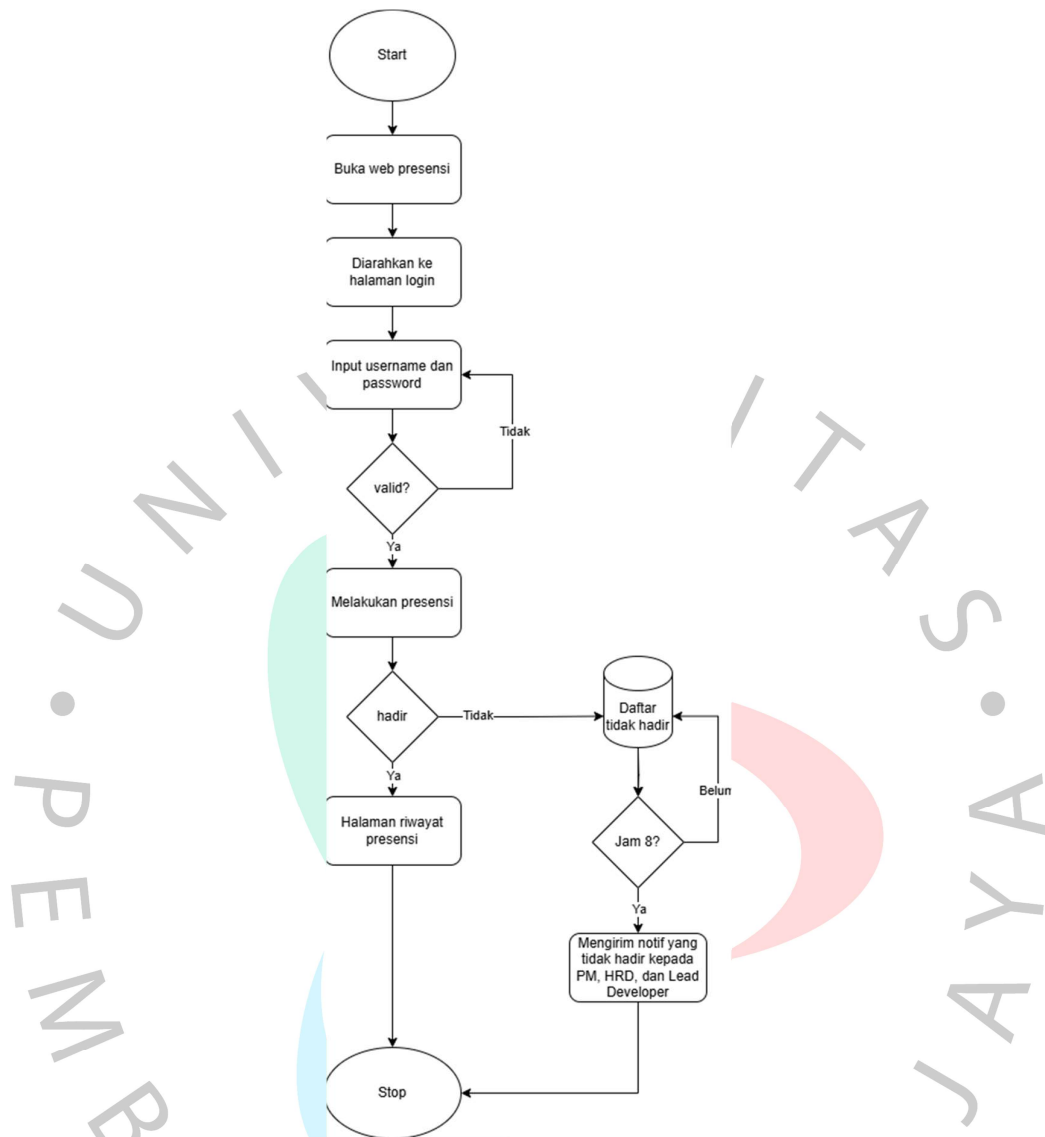 Start
Buka web presensi
Diarahkan ke
halaman login
Input username dan
password
Tidak
valid?
Ya
Melakukan presensi
hadir
Tidak
Daftar
tidak hadir
Ya
Belum
Halaman riwayat
presensi
Jam 8?
Ya
Mengirim notif yang
tidak hadir kepada
PM, HRD, dan Lead
Developer
Stop
U N I
I T A S
P E M B
J A Y A